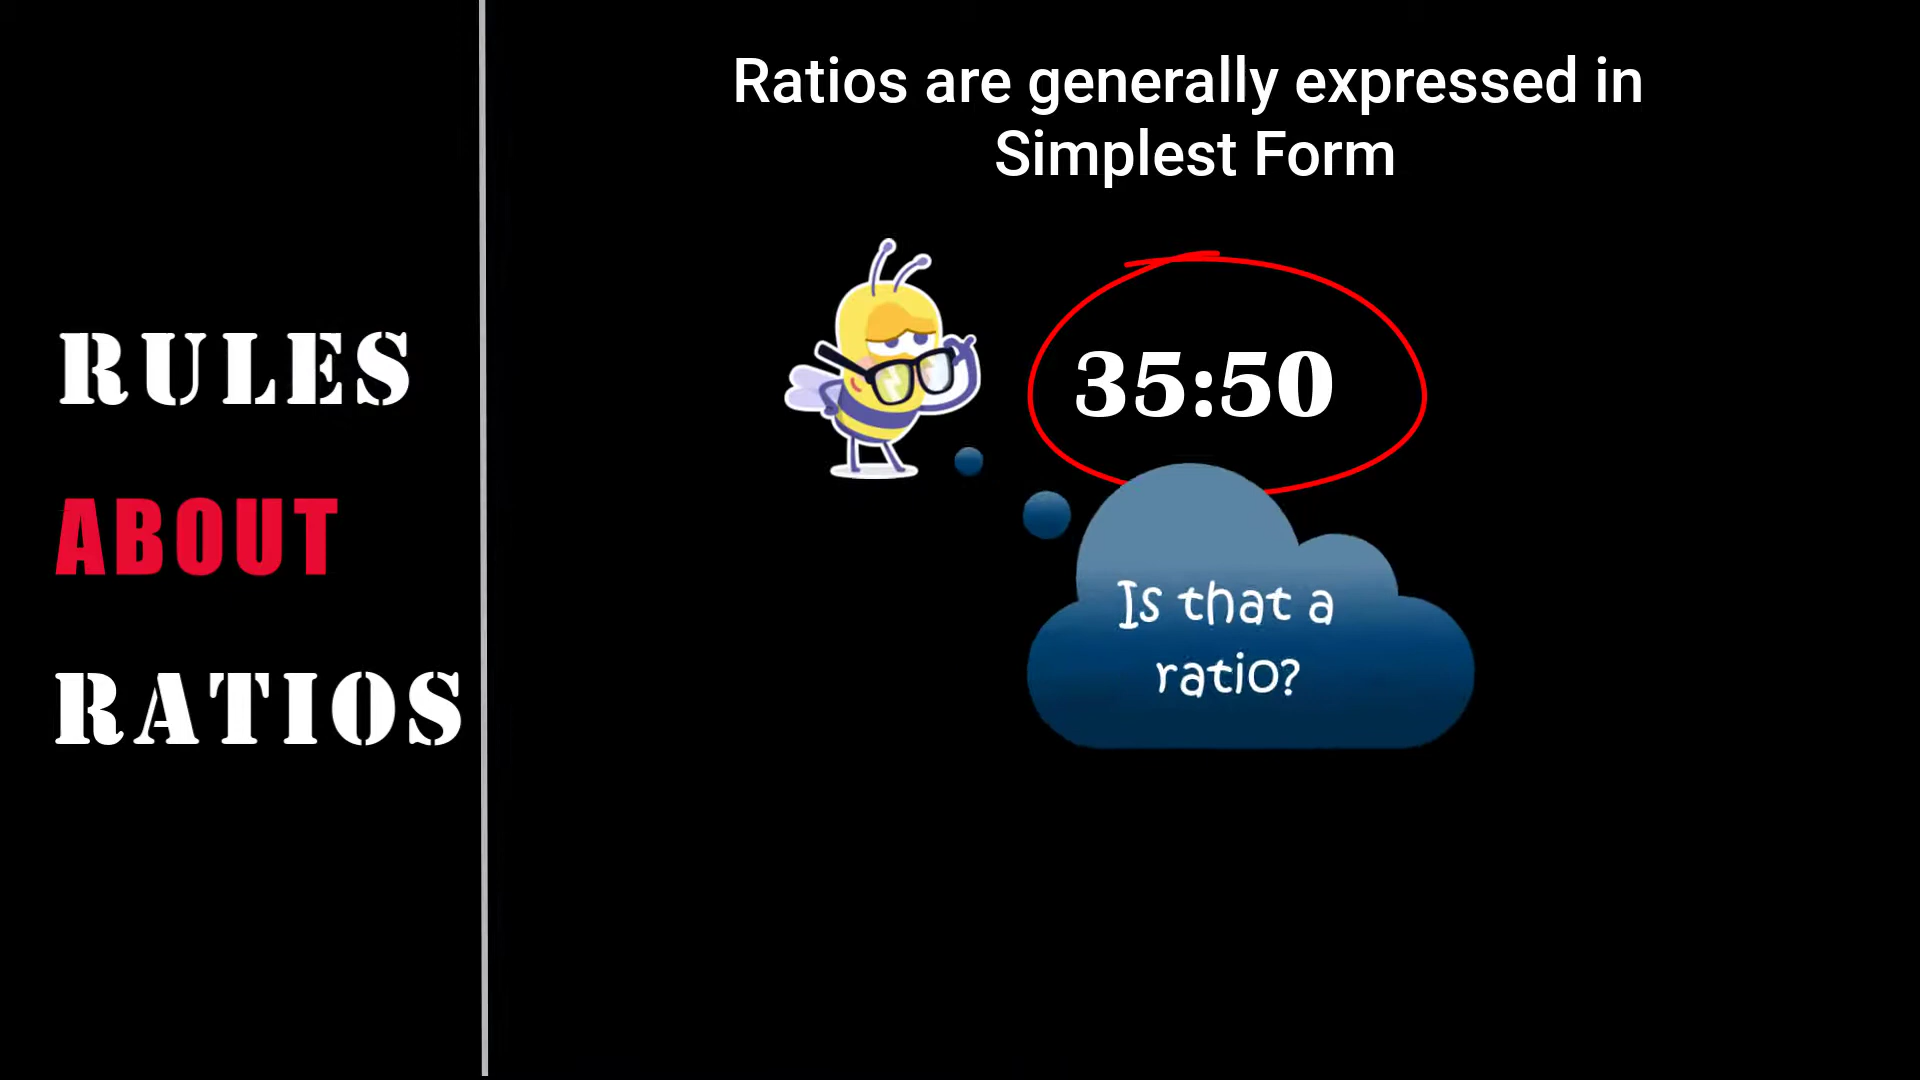 RULES
ABOUT
RATIOS
Ratios are generally expressed in
Simplest Form
35:50
Is that a
ratio?